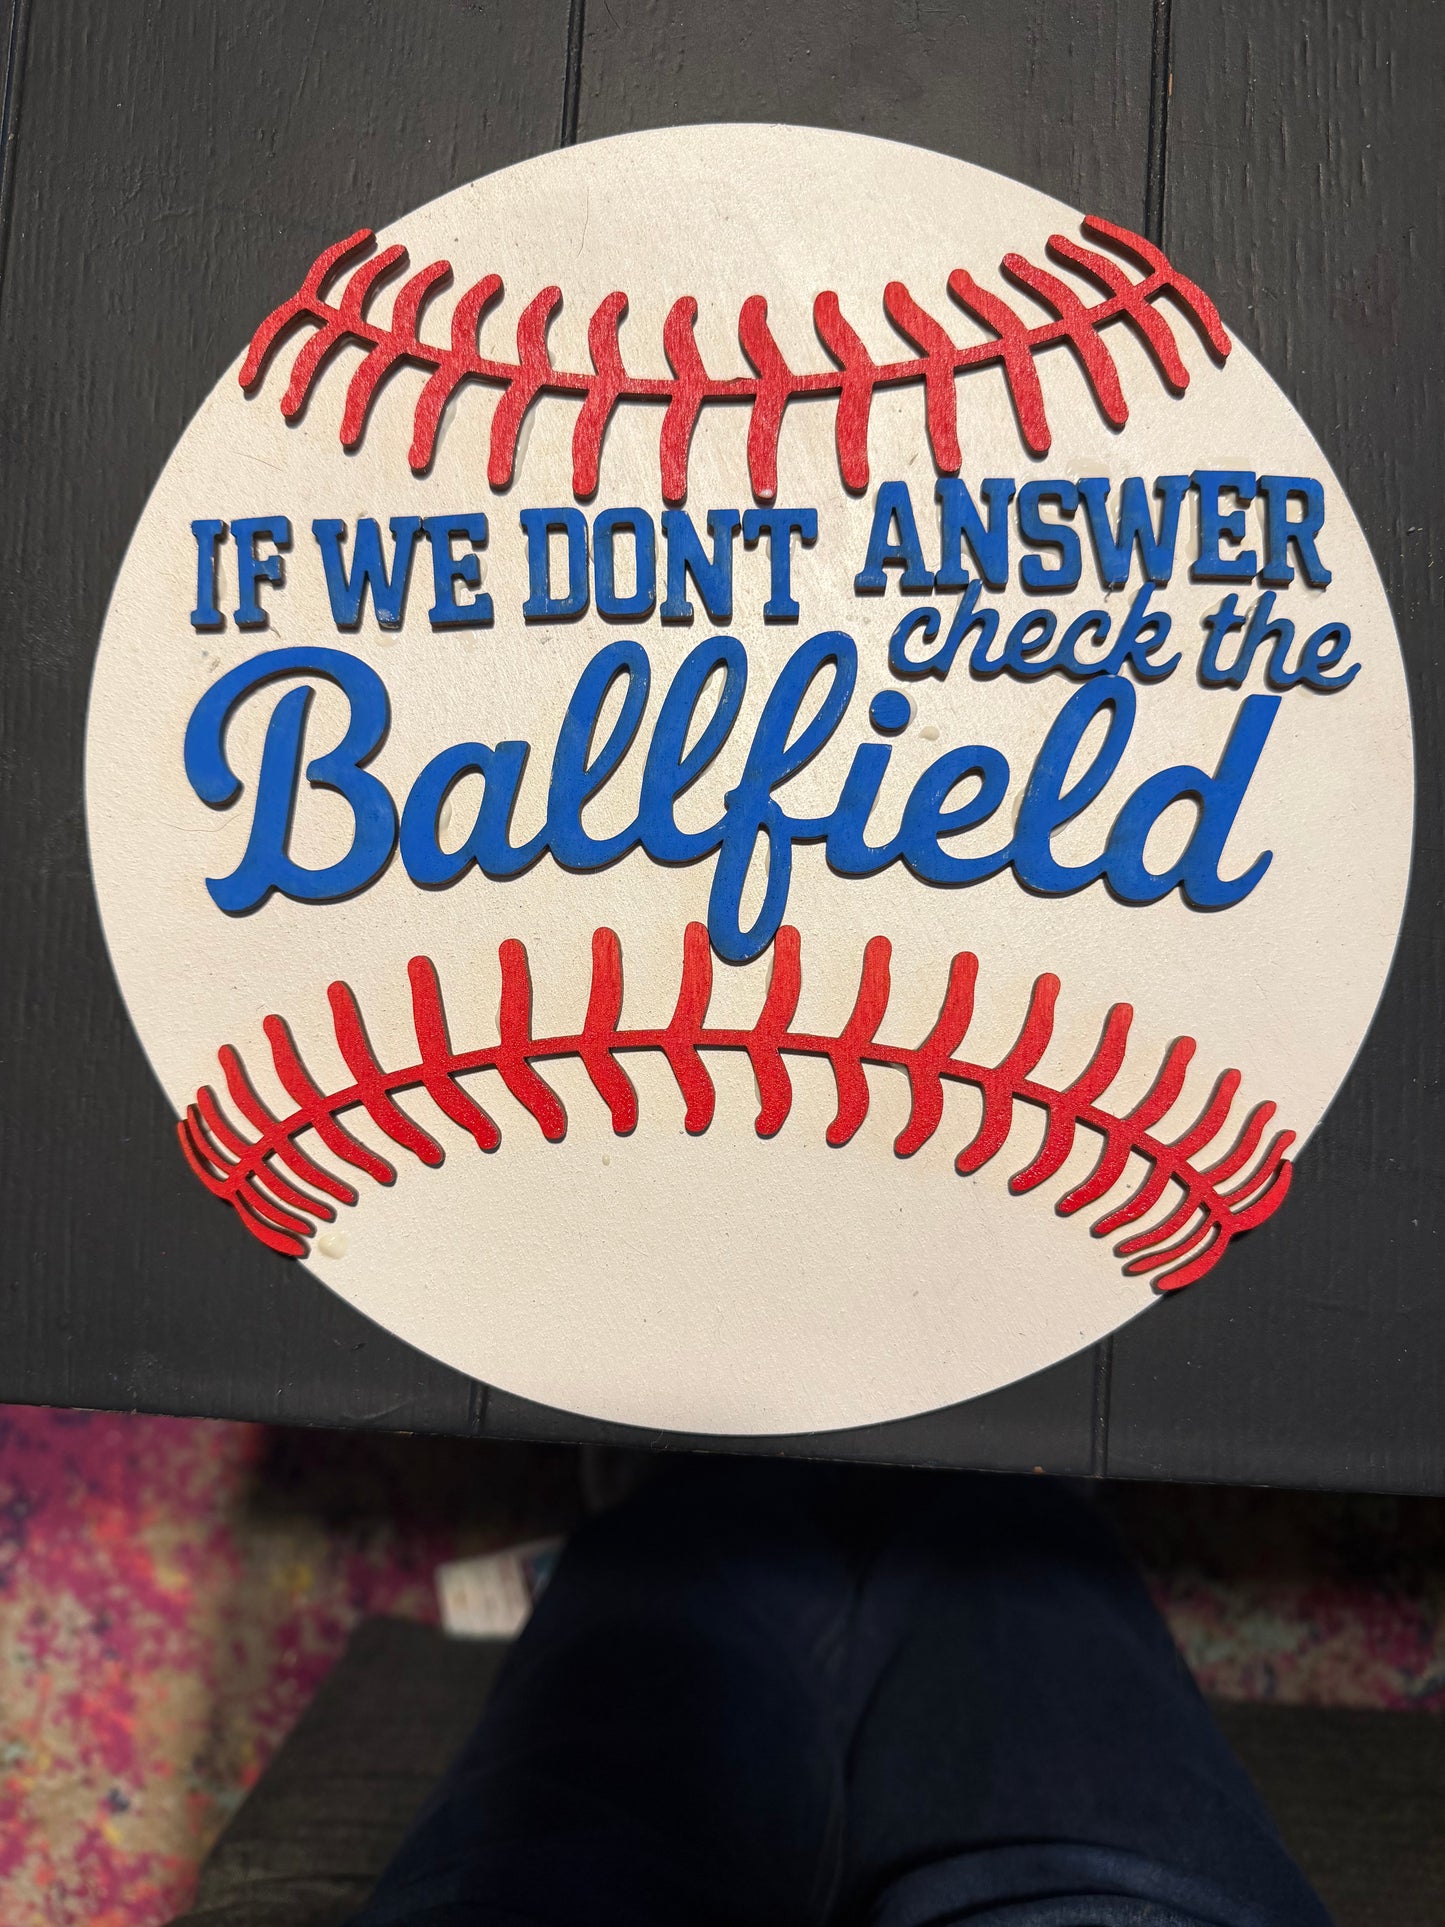 IF WE DONT ANSWER
check the
Ballfield